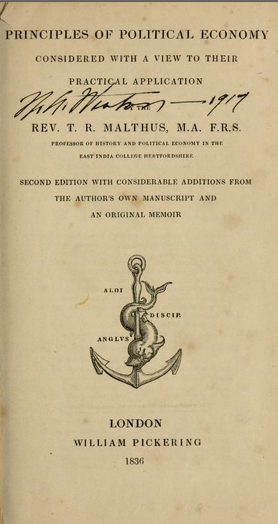 PRINCIPLES OF POLITICAL ECONOMY
CONSIDERED WITH A VIEW TO THEIR
PRACTICAL APPLICATION
1917
THE
REV. T. R. MALTHUS, M.A. F.R.S.
PROFESSOR OF HISTORY AND POLITICAL ECONOMY IN THE
EAST INDIA COLLEGE HERTFORDSHIRE
SECOND EDITION WITH CONSIDERABLE ADDITIONS FROM
THE AUTHOR'S OWN MANUSCRIPT AND
AN ORIGINAL MEMOIR
ALDI
DISCIP.
ANGLVS
LONDON
WILLIAM PICKERING
1836